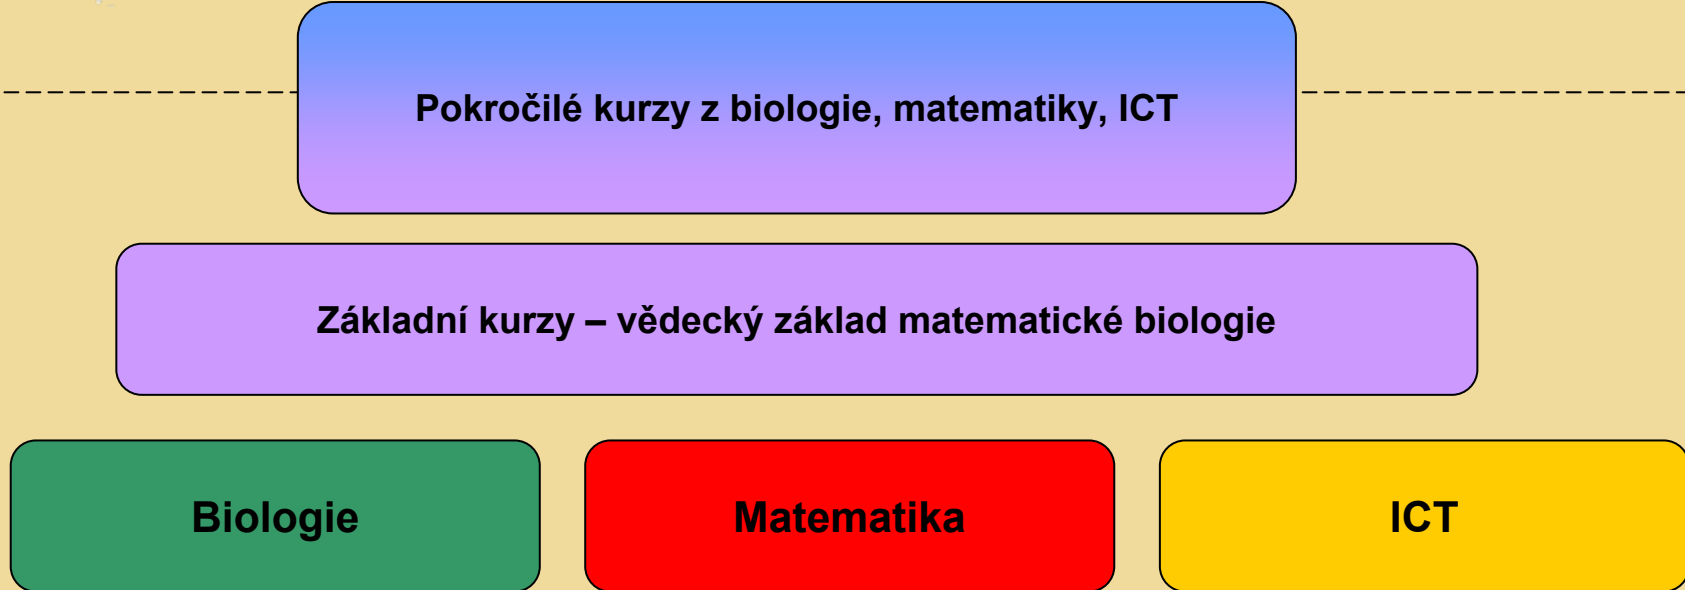 Pokročilé kurzy z biologie, matematiky, ICT
Základní kurzy – vědecký základ matematické biologie
Biologie
Matematika
ICT